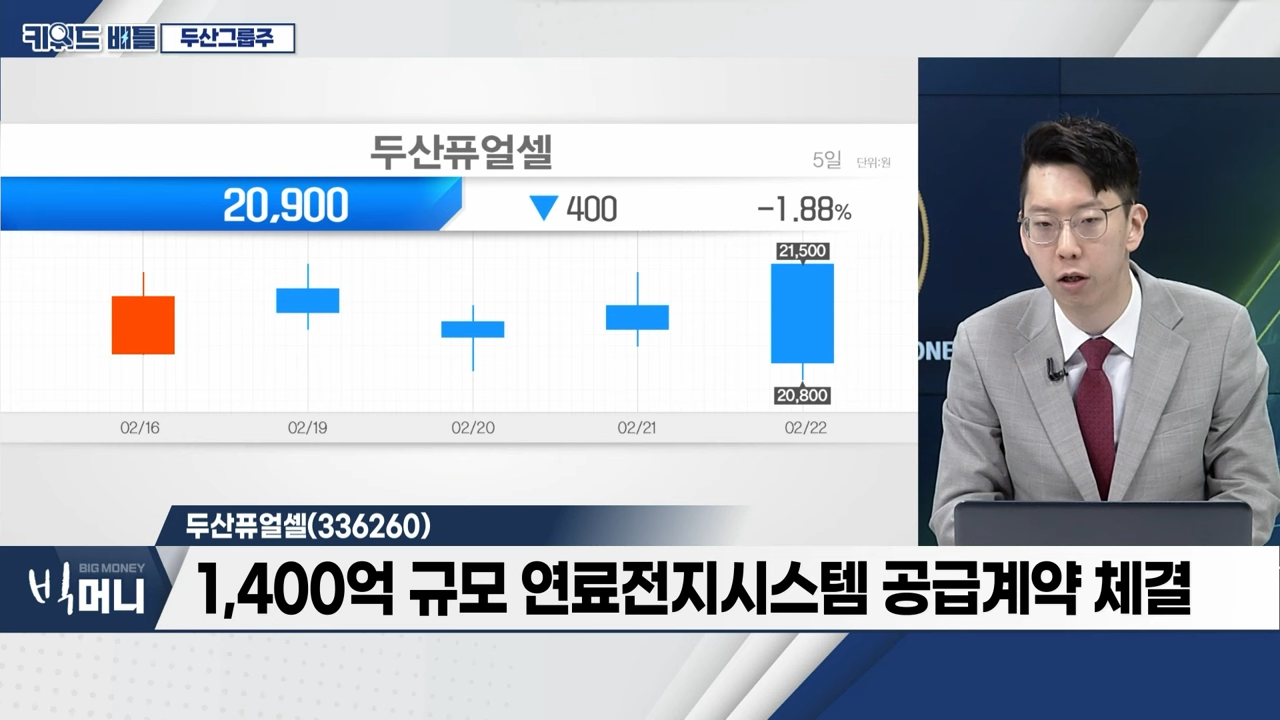 키워드 배틀 두산그룹주
두산퓨얼셀
5일 단위:원
20,900 ▼ 400 -1.88%
21,500
20,800
02/16 02/19 02/20 02/21 02/22
두산퓨얼셀(336260)
BIG MONEY
빅머니
1,400억 규모 연료전지시스템 공급계약 체결